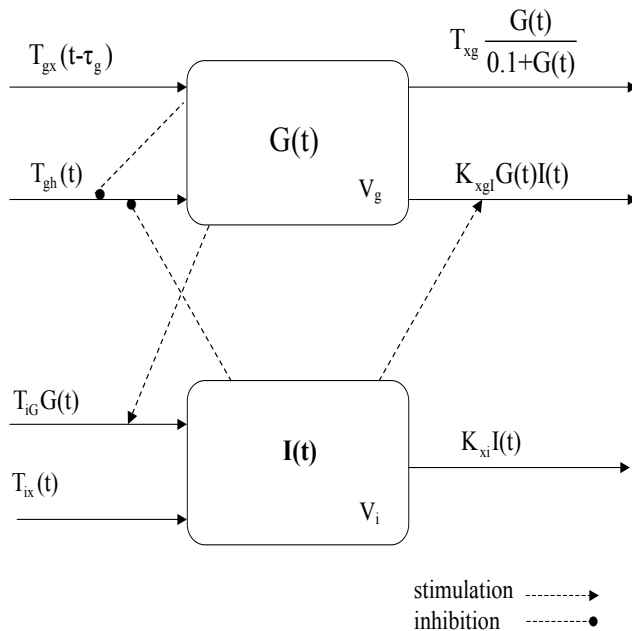 T_gx(t-τ_g)
G(t)
V_g
T_xg G(t)/0.1+G(t)
T_gh(t)
K_xgI G(t)I(t)
T_iG G(t)
I(t)
V_i
K_xi I(t)
T_ix(t)
stimulation
inhibition